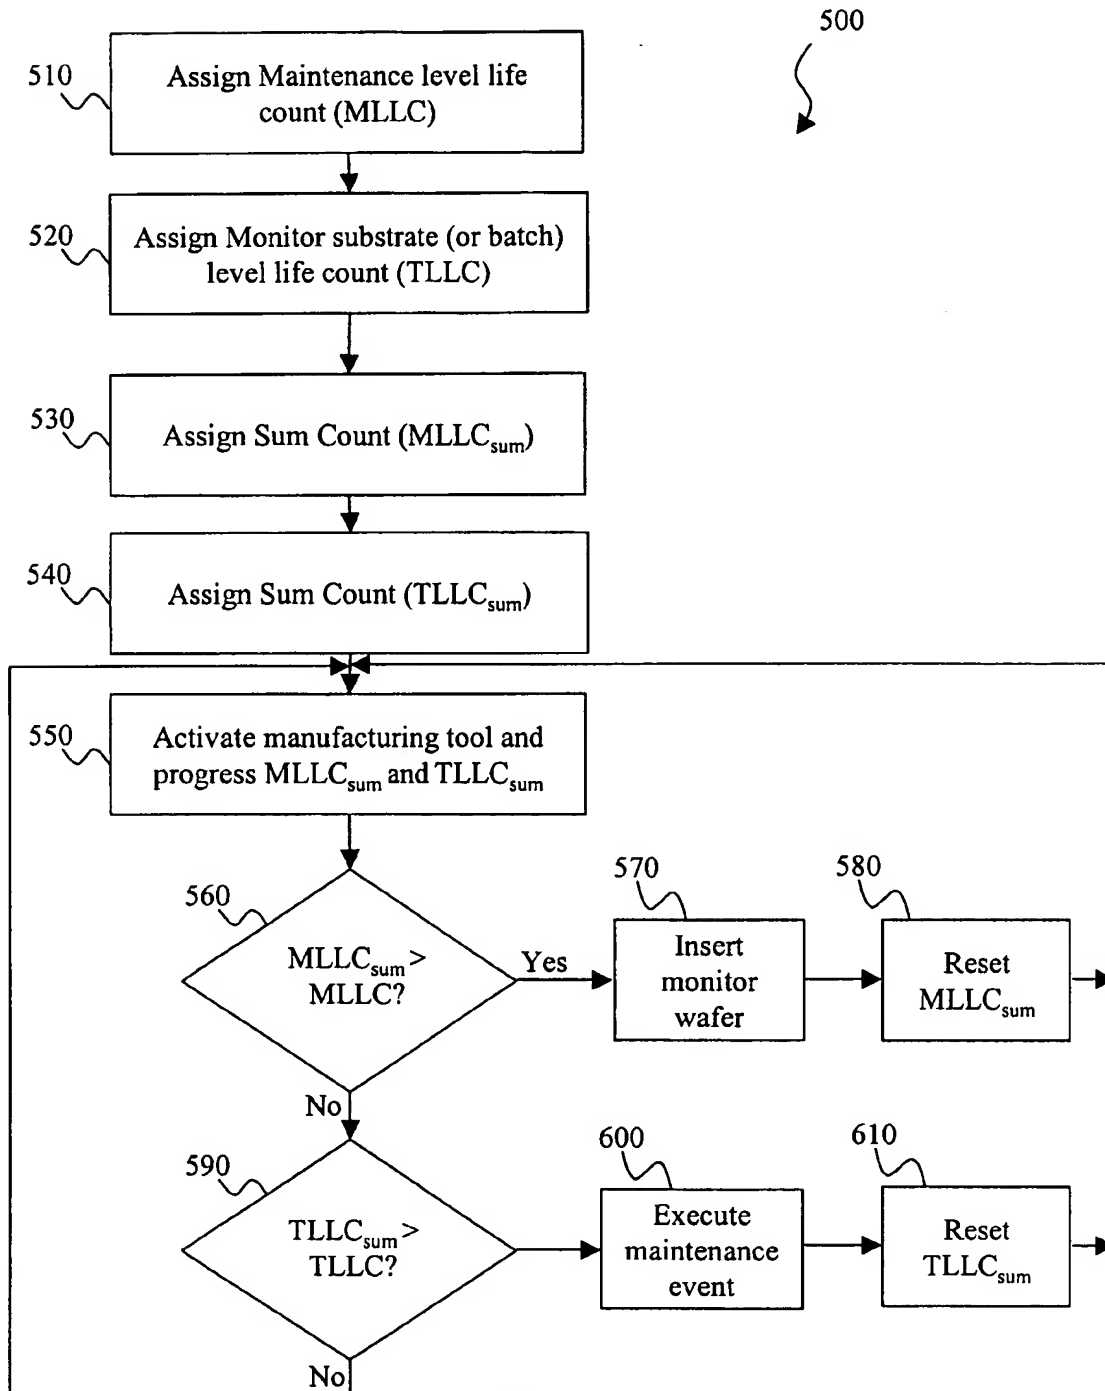 500
510
Assign Maintenance level life
count (MLLC)
520
Assign Monitor substrate (or batch)
level life count (TLLC)
530
Assign Sum Count (MLLCsum)
540
Assign Sum Count (TLLCsum)
550
Activate manufacturing tool and
progress MLLCsum and TLLCsum
560
MLLCsum >
MLLC?
Yes
570
Insert
monitor
wafer
580
Reset
MLLCsum
No
590
TLLCsum >
TLLC?
600
Execute
maintenance
event
610
Reset
TLLCsum
No